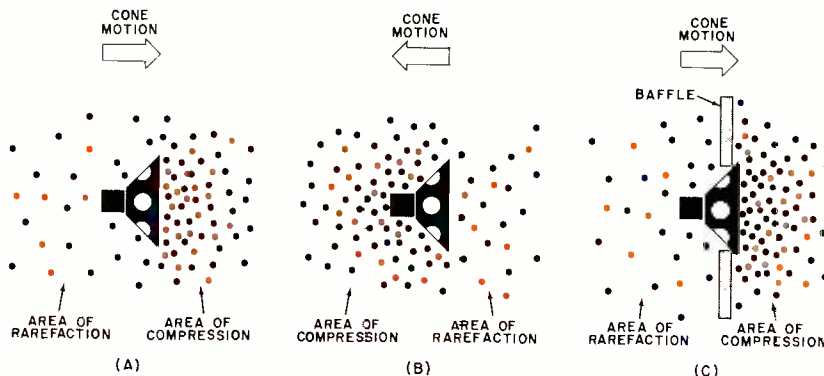 CONE
MOTION
CONE
MOTION
CONE
MOTION
BAFFLE
AREA OF
RAREFACTION
AREA OF
COMPRESSION
(A)
AREA OF
COMPRESSION
AREA OF
RAREFACTION
(B)
AREA OF
RAREFACTION
AREA OF
COMPRESSION
(C)